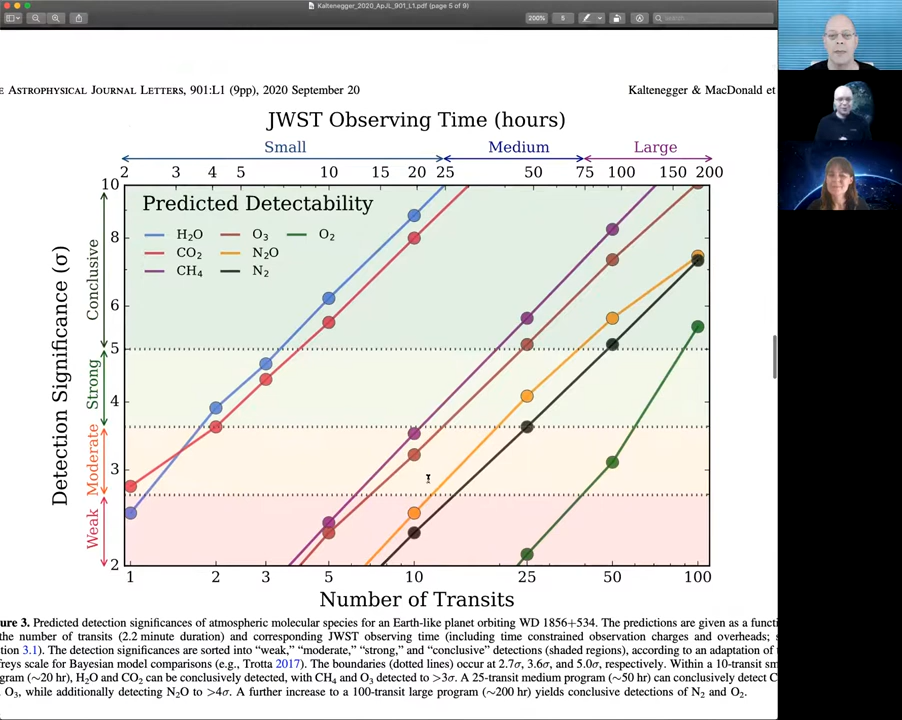 Kaltenegger_2020_ApJL_901_L1.pdf (page 5 of 9)
200%
5
Search
E ASTROPHYSICAL JOURNAL LETTERS, 901:L1 (9pp), 2020 September 20
Kaltenegger & MacDonald et
JWST Observing Time (hours)
Small Medium Large
2 3 4 5 10 15 20 25 50 75 100 150 200
Predicted Detectability
H2O O3 O2
CO2 N2O
CH4 N2
Detection Significance (σ)
Conclusive
Strong
Moderate
Weak
10
8
6
5
4
3
2
1 2 3 5 10 25 50 100
Number of Transits
ure 3. Predicted detection significances of atmospheric molecular species for an Earth-like planet orbiting WD 1856+534. The predictions are given as a functi
the number of transits (2.2 minute duration) and corresponding JWST observing time (including time constrained observation charges and overheads; s
tion 3.1). The detection significances are sorted into "weak," "moderate," "strong," and "conclusive" detections (shaded regions), according to an adaptation of t
freys scale for Bayesian model comparisons (e.g., Trotta 2017). The boundaries (dotted lines) occur at 2.7σ, 3.6σ, and 5.0σ, respectively. Within a 10-transit sm
gram (~20 hr), H2O and CO2 can be conclusively detected, with CH4 and O3 detected to >3σ. A 25-transit medium program (~50 hr) can conclusively detect C
O3, while additionally detecting N2O to >4σ. A further increase to a 100-transit large program (~200 hr) yields conclusive detections of N2 and O2.